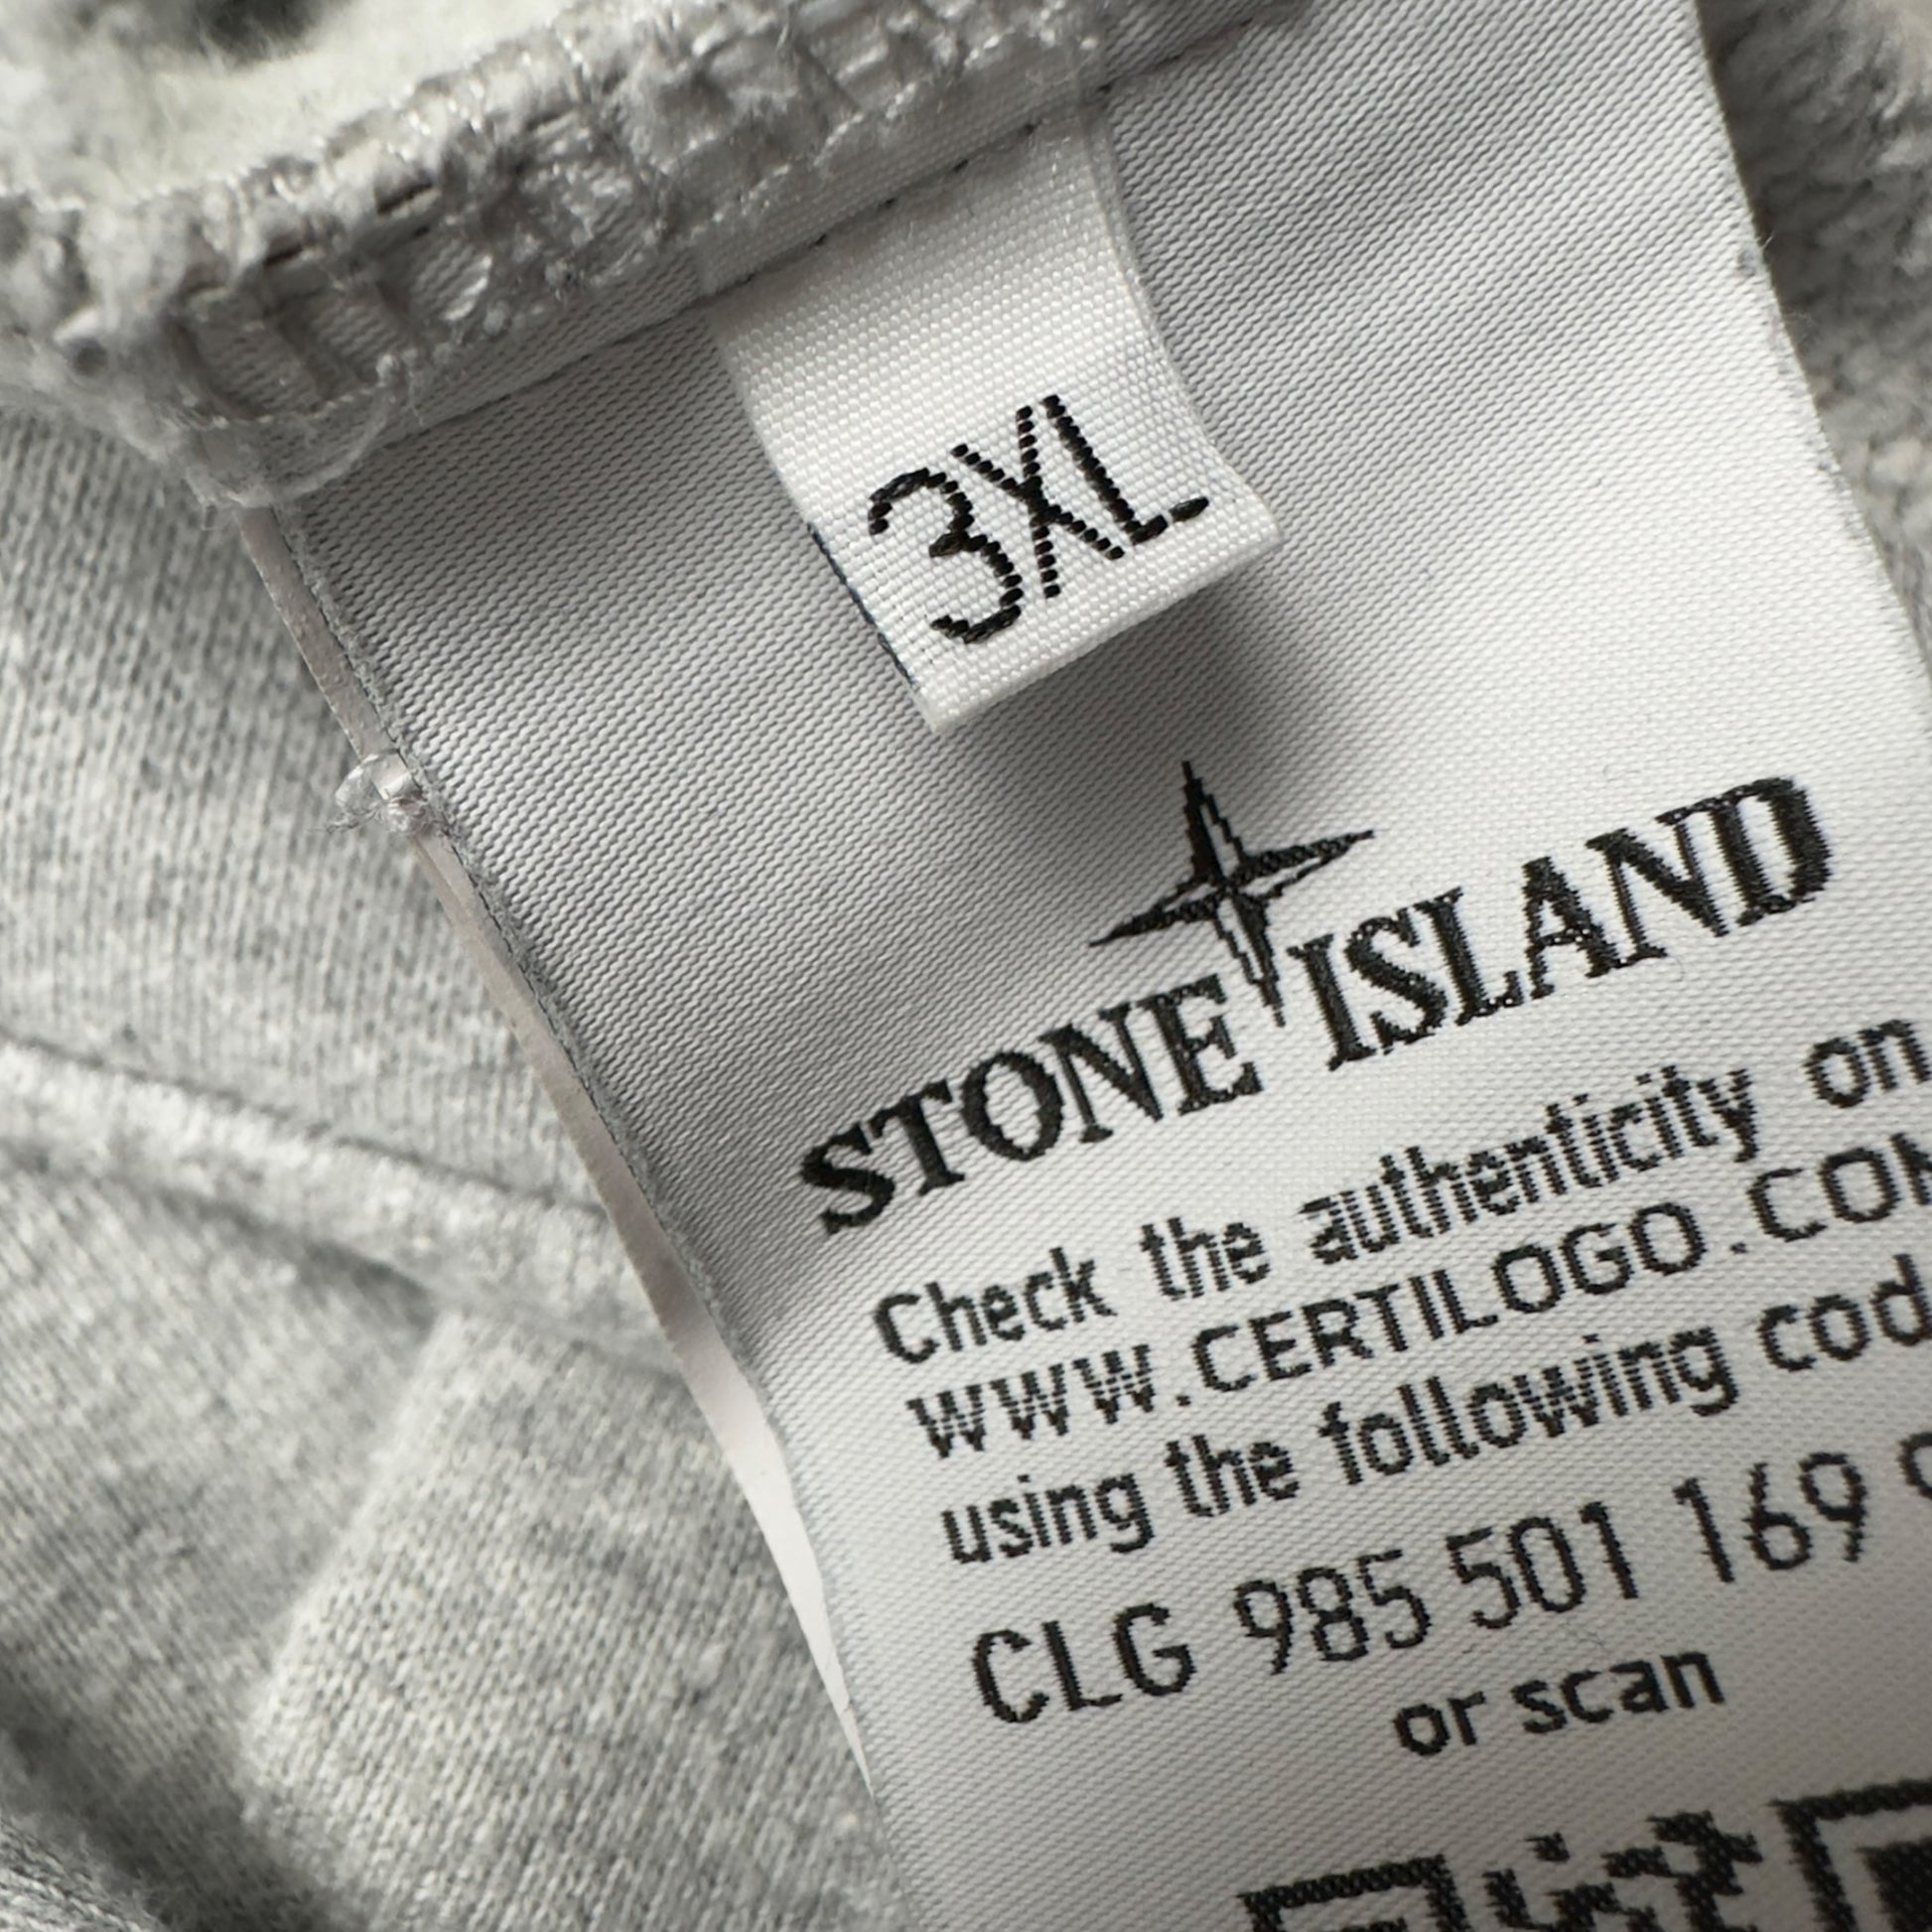 3XL
STONE ISLAND
Check the authenticity on
WWW.CERTILOGO.COM
using the following cod
CLG 985 501 169 9
or scan